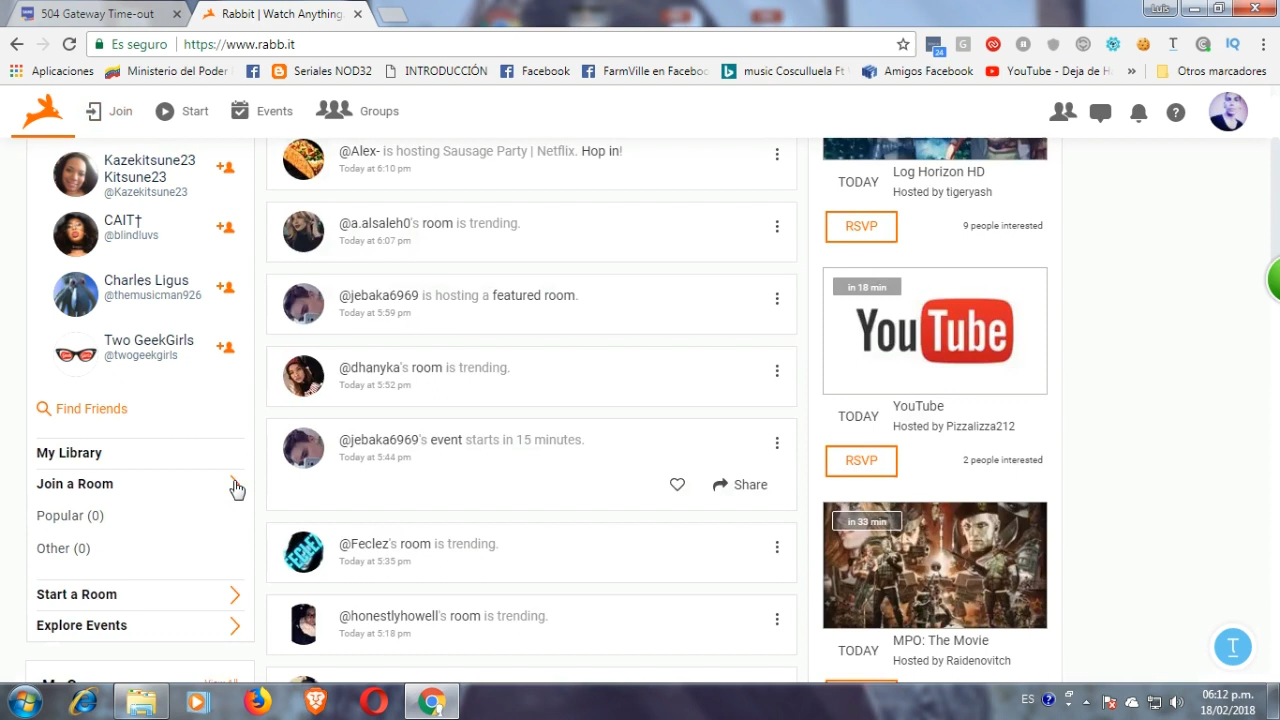 504 Gateway Time-out
Rabbit | Watch Anything,
Luis
Es seguro
https://www.rabb.it
24
G
T
IQ
Aplicaciones
Ministerio del Poder
Seriales NOD32
INTRODUCCIÓN
Facebook
FarmVille en Faceboo
music Cosculluela Ft
Amigos Facebook
YouTube - Deja de H
»
Otros marcadores
Join
Start
Events
Groups
Kazekitsune23
Kitsune23
@Kazekitsune23
CAIT†
@blindluvs
Charles Ligus
@themusicman926
Two GeekGirls
@twogeekgirls
Find Friends
My Library
Join a Room
Popular (0)
Other (0)
Start a Room
Explore Events
View All
@Alex- is hosting Sausage Party | Netflix. Hop in!
Today at 6:10 pm
@a.alsaleh0's room is trending.
Today at 6:07 pm
@jebaka6969 is hosting a featured room.
Today at 5:59 pm
@dhanyka's room is trending.
Today at 5:52 pm
@jebaka6969's event starts in 15 minutes.
Today at 5:44 pm
Share
@Feclez's room is trending.
Today at 5:35 pm
@honestlyhowell's room is trending.
Today at 5:18 pm
FECLEZ
Log Horizon HD
TODAY
Hosted by tigeryash
RSVP
9 people interested
in 18 min
YouTube
YouTube
TODAY
Hosted by Pizzalizza212
RSVP
2 people interested
in 33 min
MPO: The Movie
TODAY
Hosted by Raidenovitch
ES
06:12 p.m.
18/02/2018